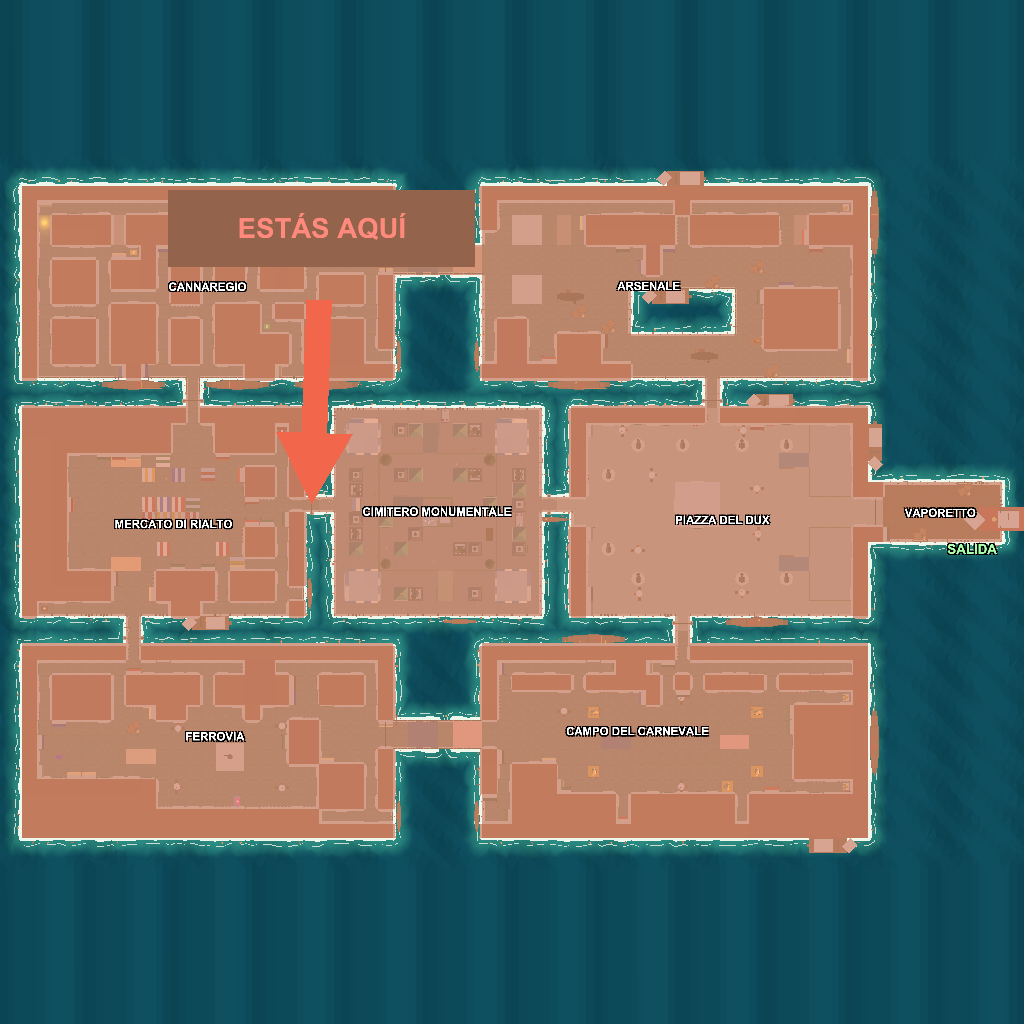 ESTÁS AQUÍ
CANNAREGIO
ARSENALE
MERCATO DI RIALTO
CIMITERO MONUMENTALE
PIAZZA DEL DUX
VAPORETTO
SALIDA
FERROVIA
CAMPO DEL CARNEVALE